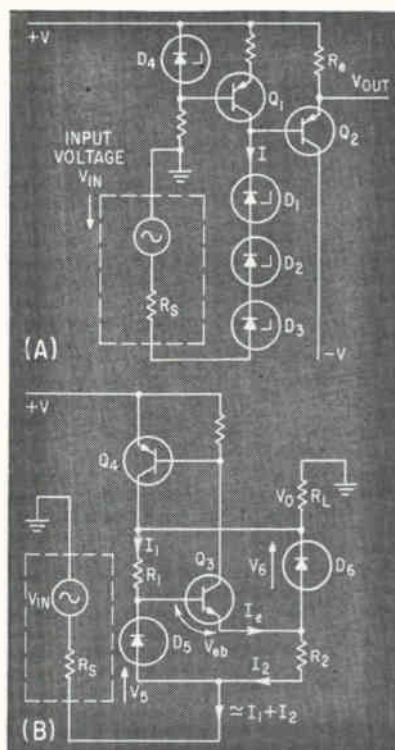 +V
D4
Re
Q1
VOUT
Q2
INPUT
VOLTAGE
VIN
I
D1
D2
RS
D3
(A)
-V
+V
Q4
VO RL
I1
V6
D6
R1
Q3
VIN
Ie
D5
Veb
RS
I2
R2
V5
≃I1+I2
(B)